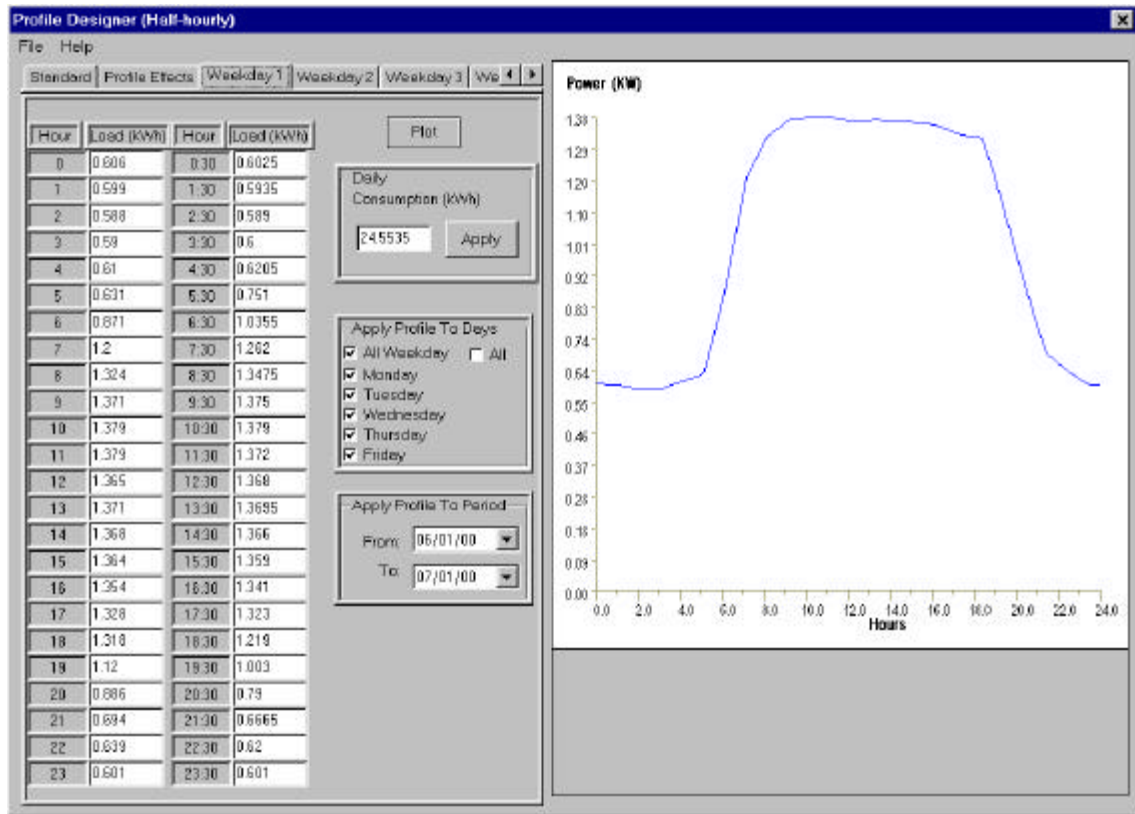 Profile Designer (Half-hourly)
File Help
Standard Profile Effects Weekday 1 Weekday 2 Weekday 3 We
Hour Load (kWh) Hour Load (kWh)
0 0.606 0:30 0.6025
1 0.599 1:30 0.5935
2 0.588 2:30 0.589
3 0.59 3:30 0.6
4 0.61 4:30 0.6205
5 0.631 5:30 0.751
6 0.871 6:30 1.0355
7 1.2 7:30 1.262
8 1.324 8:30 1.3475
9 1.371 9:30 1.375
10 1.379 10:30 1.379
11 1.379 11:30 1.372
12 1.365 12:30 1.368
13 1.371 13:30 1.3695
14 1.368 14:30 1.366
15 1.364 15:30 1.359
16 1.354 16:30 1.341
17 1.328 17:30 1.323
18 1.318 18:30 1.219
19 1.12 19:30 1.003
20 0.886 20:30 0.79
21 0.694 21:30 0.6665
22 0.639 22:30 0.62
23 0.601 23:30 0.601
Plot
Daily
Consumption (kWh)
24.5535 Apply
Apply Profile To Days
All Weekday All
Monday
Tuesday
Wednesday
Thursday
Friday
Apply Profile To Period
From: 06/01/00
To: 07/01/00
Power (KW)
1.38
1.29
1.20
1.10
1.01
0.92
0.83
0.74
0.64
0.55
0.46
0.37
0.28
0.18
0.09
0.00
0.0 2.0 4.0 6.0 8.0 10.0 12.0 14.0 16.0 18.0 20.0 22.0 24.0
Hours